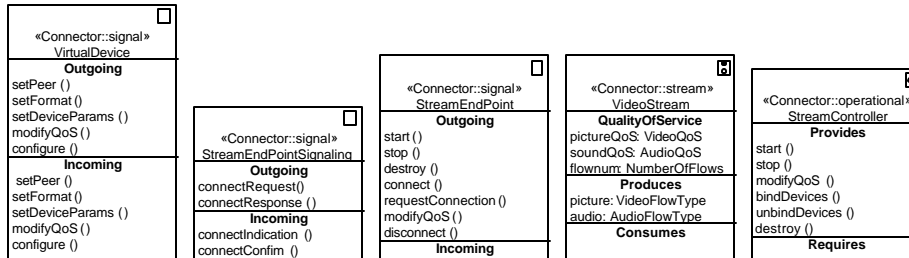 «Connector::signal»
VirtualDevice
Outgoing
setPeer ()
setFormat()
setDeviceParams ()
modifyQoS()
configure ()
Incoming
setPeer ()
setFormat()
setDeviceParams ()
modifyQoS()
configure ()
«Connector::signal»
StreamEndPointSignaling
Outgoing
connectRequest()
connectResponse ()
Incoming
connectIndication ()
connectConfim ()
«Connector::signal»
StreamEndPoint
Outgoing
start()
stop ()
destroy ()
connect ()
requestConnection()
modifyQoS()
disconnect ()
Incoming
«Connector::stream»
VideoStream
QualityOfService
pictureQoS: VideoQoS
soundQoS: AudioQoS
flownum: NumberOfFlows
Produces
picture: VideoFlowType
audio: AudioFlowType
Consumes
«Connector::operational»
StreamController
Provides
start ()
stop ()
modifyQoS ()
bindDevices ()
unbindDevices ()
destroy ()
Requires